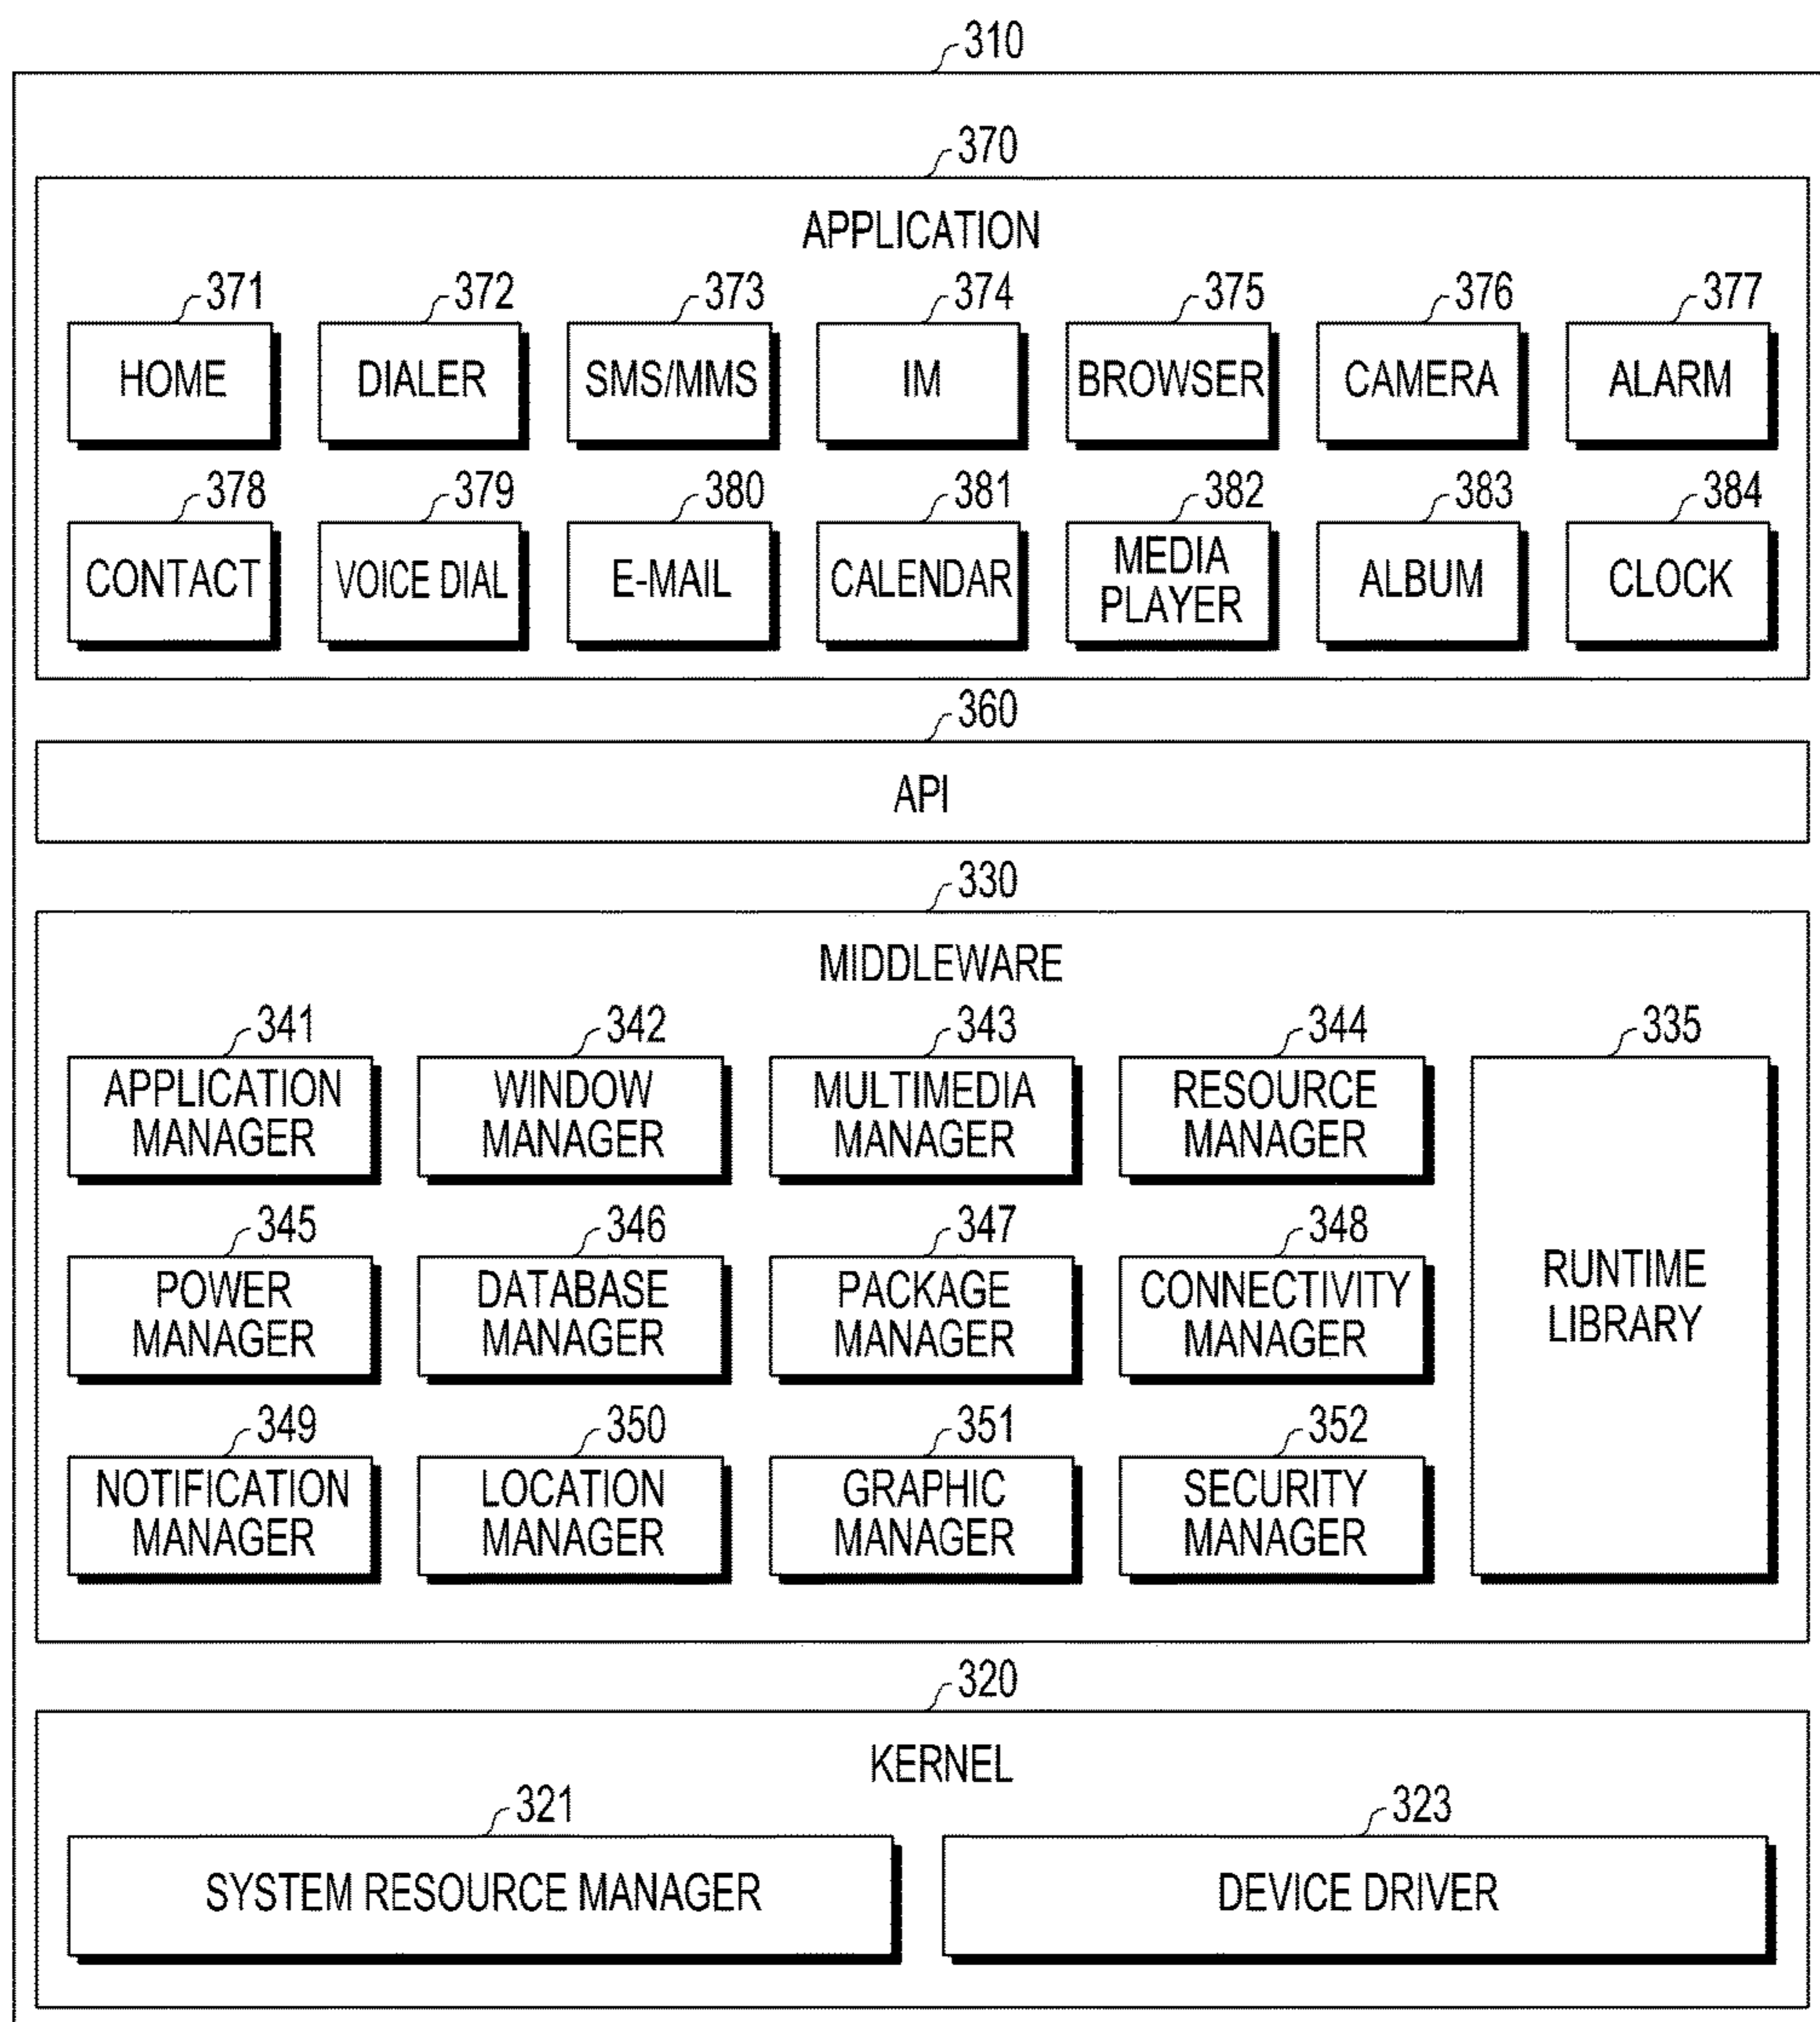 310
370
APPLICATION
371 372 373 374 375 376 377
HOME DIALER SMS/MMS IM BROWSER CAMERA ALARM
378 379 380 381 382 383 384
CONTACT VOICE DIAL E-MAIL CALENDAR MEDIA PLAYER ALBUM CLOCK
360
API
330
MIDDLEWARE
341 342 343 344 335
APPLICATION MANAGER WINDOW MANAGER MULTIMEDIA MANAGER RESOURCE MANAGER
345 346 347 348
POWER MANAGER DATABASE MANAGER PACKAGE MANAGER CONNECTIVITY MANAGER RUNTIME LIBRARY
349 350 351 352
NOTIFICATION MANAGER LOCATION MANAGER GRAPHIC MANAGER SECURITY MANAGER
320
KERNEL
321 323
SYSTEM RESOURCE MANAGER DEVICE DRIVER